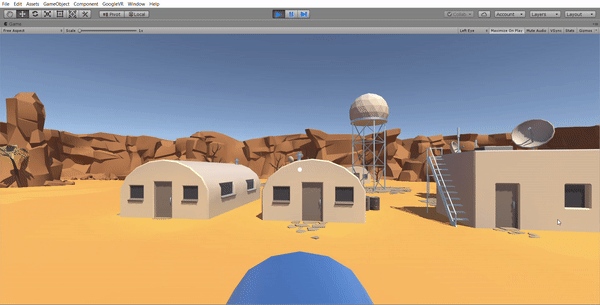 File Edit Assets GameObject Component GoogleVR Window Help
Pivot Local Collab Account Layers Layout
Game
Free Aspect Scale 1x Left Eye Maximize On Play Mute Audio VSync Stats Gizmos